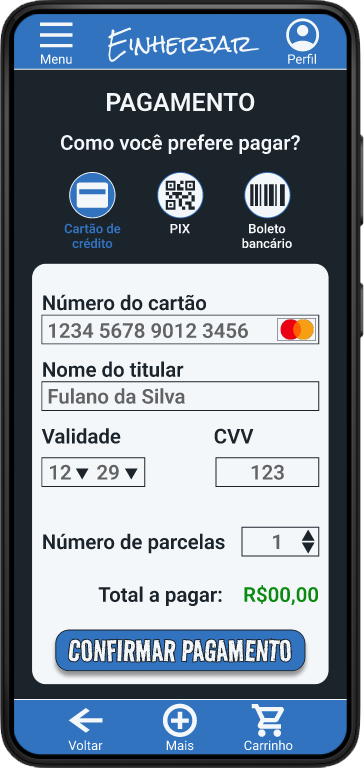 Einherjar
Menu
Perfil
PAGAMENTO
Como você prefere pagar?
Cartão de
crédito
PIX
Boleto
bancário
Número do cartão
1234 5678 9012 3456
Nome do titular
Fulano da Silva
Validade
CVV
12 ▼ 29 ▼
123
Número de parcelas
1
Total a pagar: R$00,00
CONFIRMAR PAGAMENTO
Voltar
Mais
Carrinho